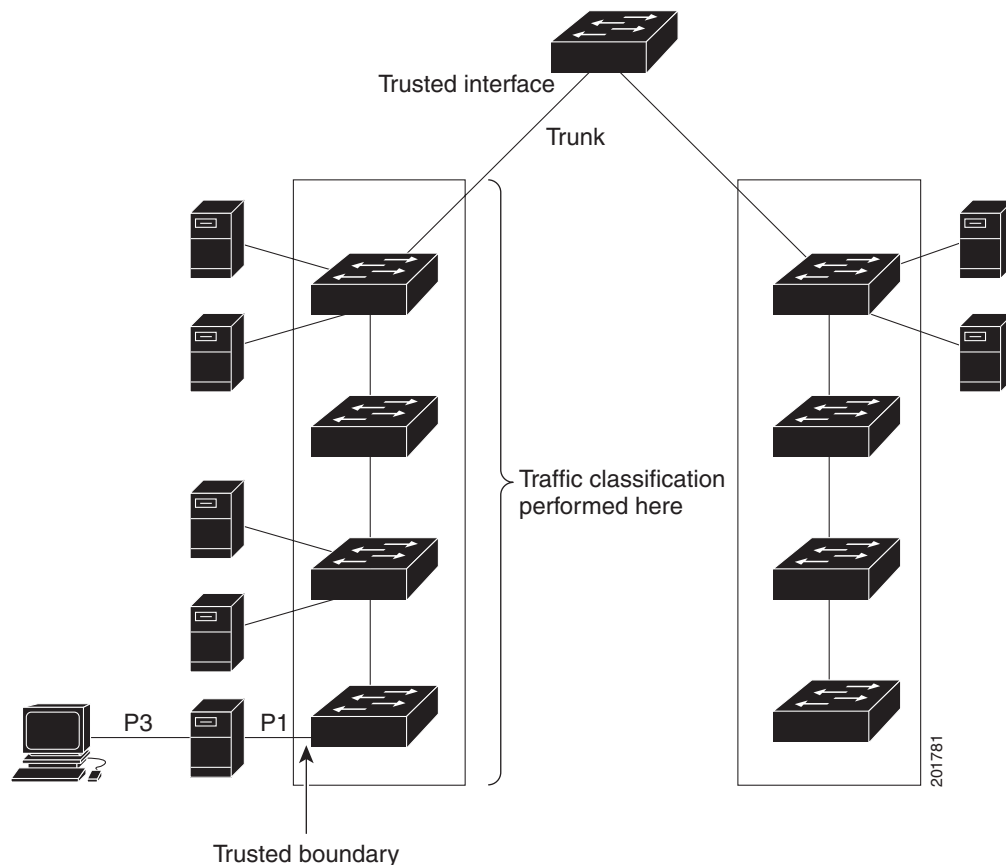 Trusted interface
Trunk
Traffic classification
performed here
P3
P1
Trusted boundary
201781